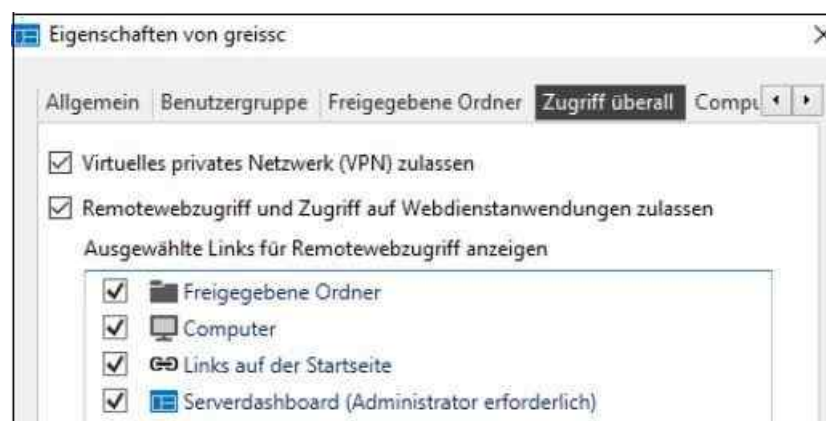 Eigenschaften von greissc
Allgemein Benutzergruppe Freigegebene Ordner Zugriff überall
Virtuelles privates Netzwerk (VPN) zulassen
Remotewebzugriff und Zugriff auf Webdienstanwendungen zulassen
Ausgewählte Links für Remotewebzugriff anzeigen
Freigegebene Ordner
Computer
Links auf der Startseite
Serverdashboard (Administrator erforderlich)